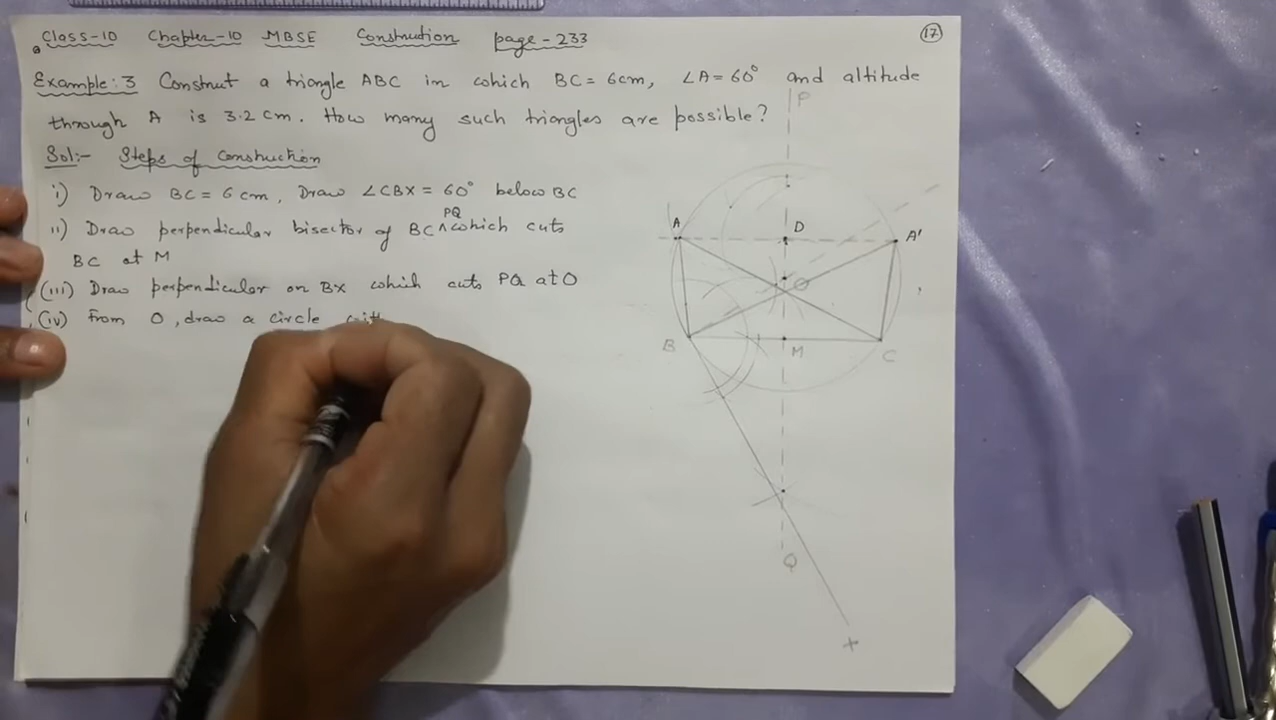 Class-10 Chapter-10 MBSE Construction page-233
17
Example:3 Construct a triangle ABC in which BC = 6cm, ∠A = 60° and altitude
through A is 3.2 cm. How many such triangles are possible?
Sol:- Steps of Construction
i) Draw BC = 6 cm, Draw ∠CBX = 60° below BC
ii) Draw perpendicular bisector of BC ^PQ which cuts
BC at M
(iii) Draw perpendicular on BX which cuts PQ at O
(iv) From O, draw a circle with
P
A D A'
O
B M C
Q
X